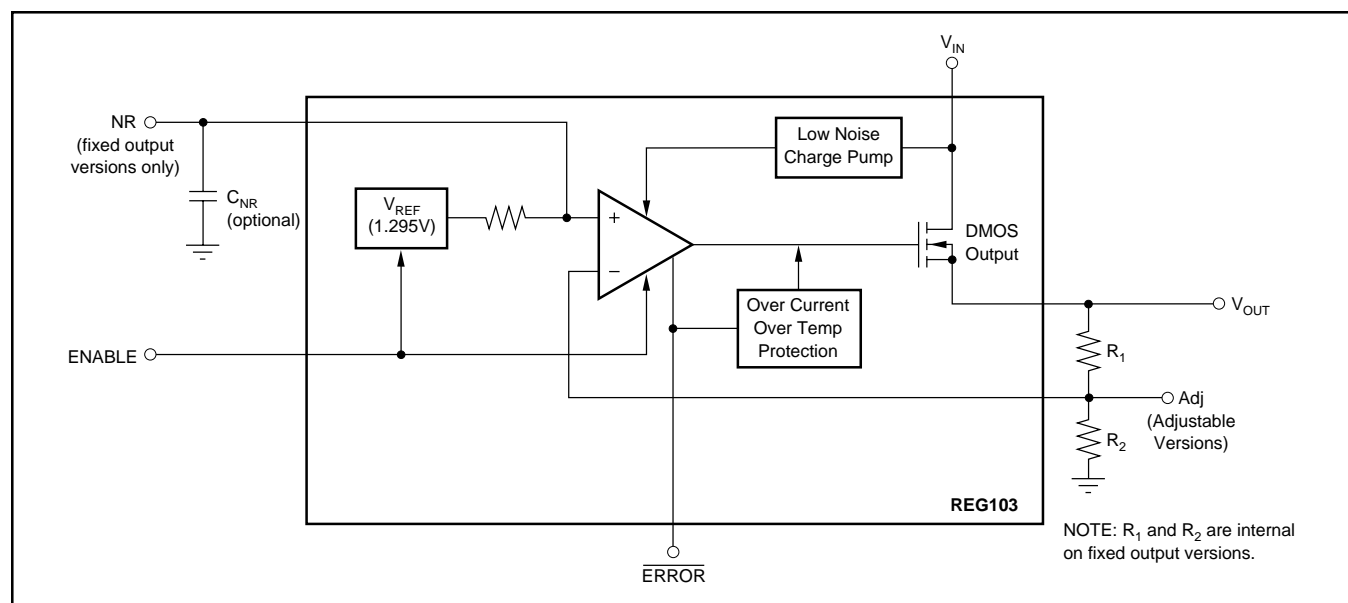 V_IN
NR
(fixed output
versions only)
C_NR
(optional)
V_REF
(1.295V)
+
−
Low Noise
Charge Pump
DMOS
Output
Over Current
Over Temp
Protection
V_OUT
ENABLE
R_1
Adj
(Adjustable
Versions)
R_2
REG103
NOTE: R_1 and R_2 are internal
on fixed output versions.
ERROR